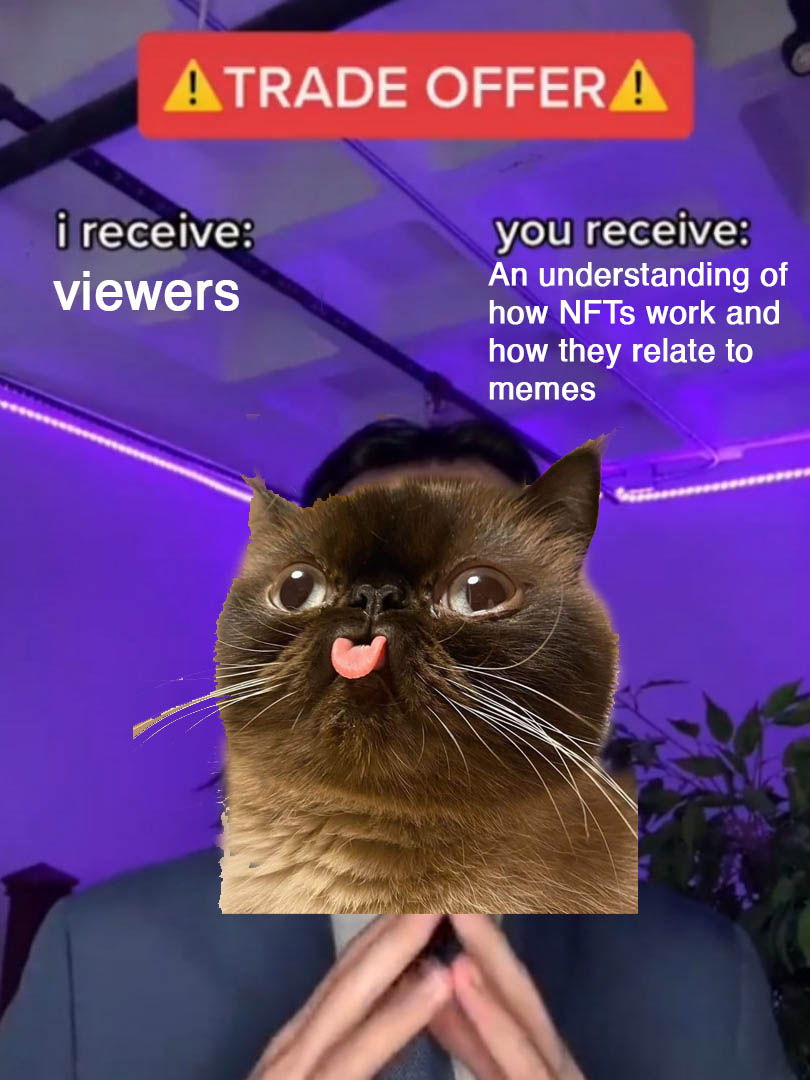 ⚠TRADE OFFER⚠
i receive:
viewers
you receive:
An understanding of
how NFTs work and
how they relate to
memes